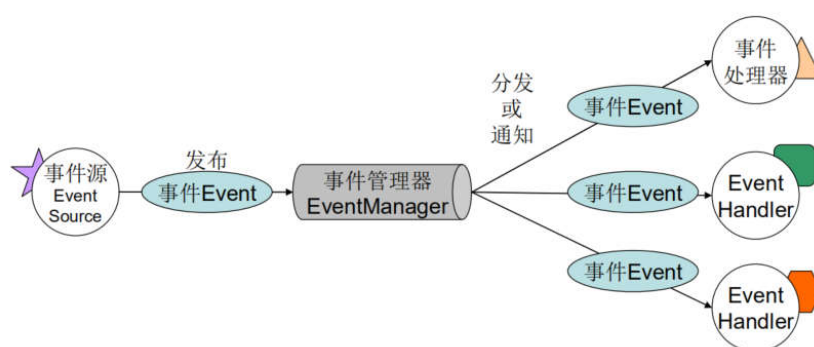 事件源
Event
Source
发布
事件Event
事件管理器
EventManager
分发
或
通知
事件Event
事件
处理器
事件Event
Event
Handler
事件Event
Event
Handler